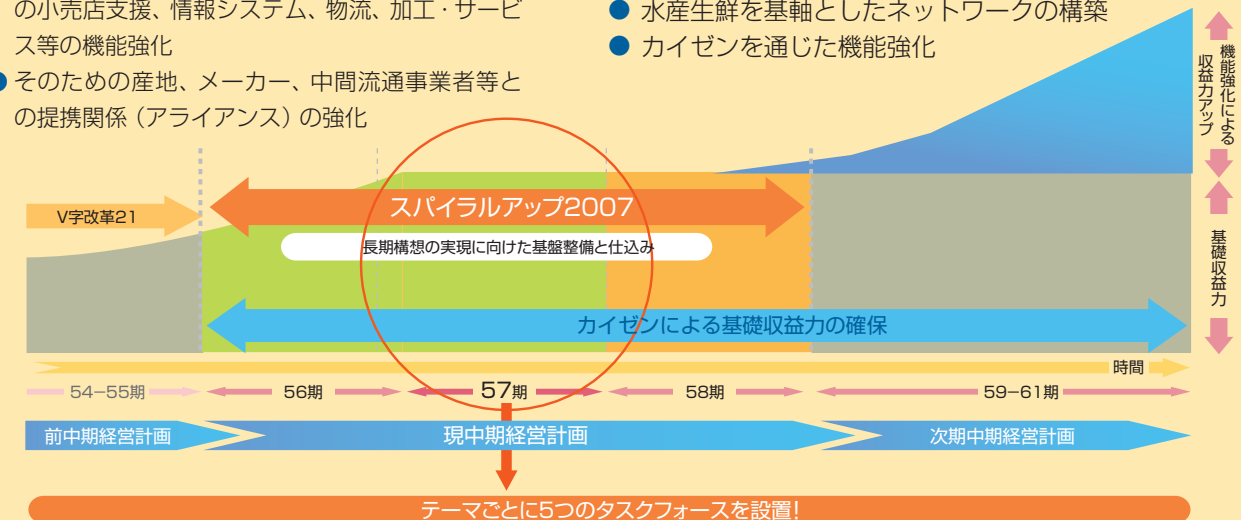 の小売店支援、情報システム、物流、加工・サービ
ス等の機能強化
● そのための産地、メーカー、中間流通事業者等と
の提携関係（アライアンス）の強化
● 水産生鮮を基軸としたネットワークの構築
● カイゼンを通じた機能強化
機能強化による
収益力アップ
V字改革21
スパイラルアップ2007
長期構想の実現に向けた基盤整備と仕込み
基礎収益力
カイゼンによる基礎収益力の確保
時間
54−55期
56期
57期
58期
59−61期
前中期経営計画
現中期経営計画
次期中期経営計画
テーマごとに5つのタスクフォースを設置！